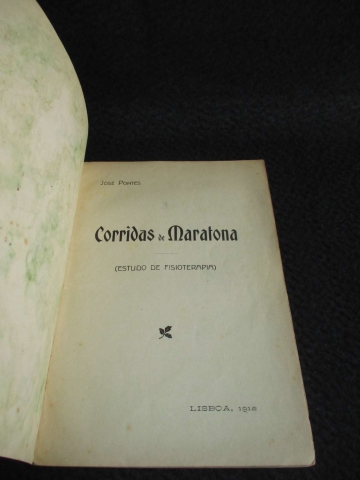 JOSÉ PONTES
Corridas de Maratona
(ESTUDO DE FISIOTERAPIA)
LISBOA, 1918